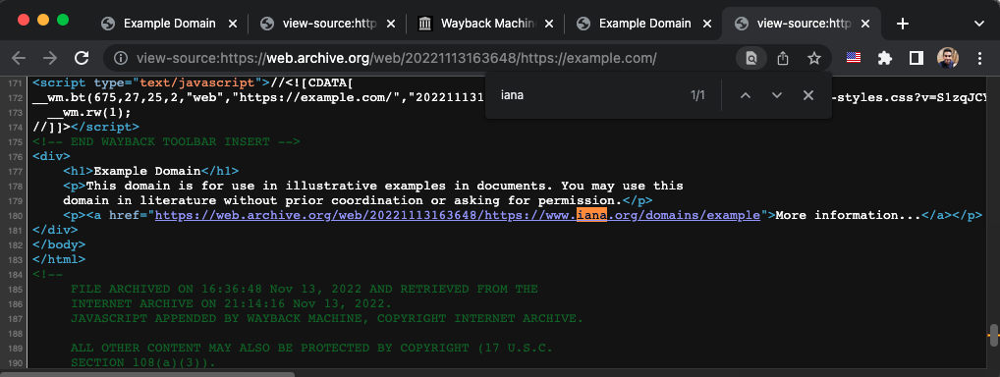 Example Domain
view-source:http
Wayback Machin
Example Domain
view-source:http
view-source:https://web.archive.org/web/20221113163648/https://example.com/
iana
1/1
171 <script type="text/javascript">//<![CDATA[
172 __wm.bt(675,27,25,2,"web","https://example.com/","202211131 -styles.css?v=S1zqJCY
173 __wm.rw(1);
174 //]]></script>
175 <!-- END WAYBACK TOOLBAR INSERT -->
176 <div>
177 <h1>Example Domain</h1>
178 <p>This domain is for use in illustrative examples in documents. You may use this
179 domain in literature without prior coordination or asking for permission.</p>
180 <p><a href="https://web.archive.org/web/20221113163648/https://www.iana.org/domains/example">More information...</a></p>
181 </div>
182 </body>
183 </html>
184 <!--
185 FILE ARCHIVED ON 16:36:48 Nov 13, 2022 AND RETRIEVED FROM THE
186 INTERNET ARCHIVE ON 21:14:16 Nov 13, 2022.
187 JAVASCRIPT APPENDED BY WAYBACK MACHINE, COPYRIGHT INTERNET ARCHIVE.
188
189 ALL OTHER CONTENT MAY ALSO BE PROTECTED BY COPYRIGHT (17 U.S.C.
190 SECTION 108(a)(3)).